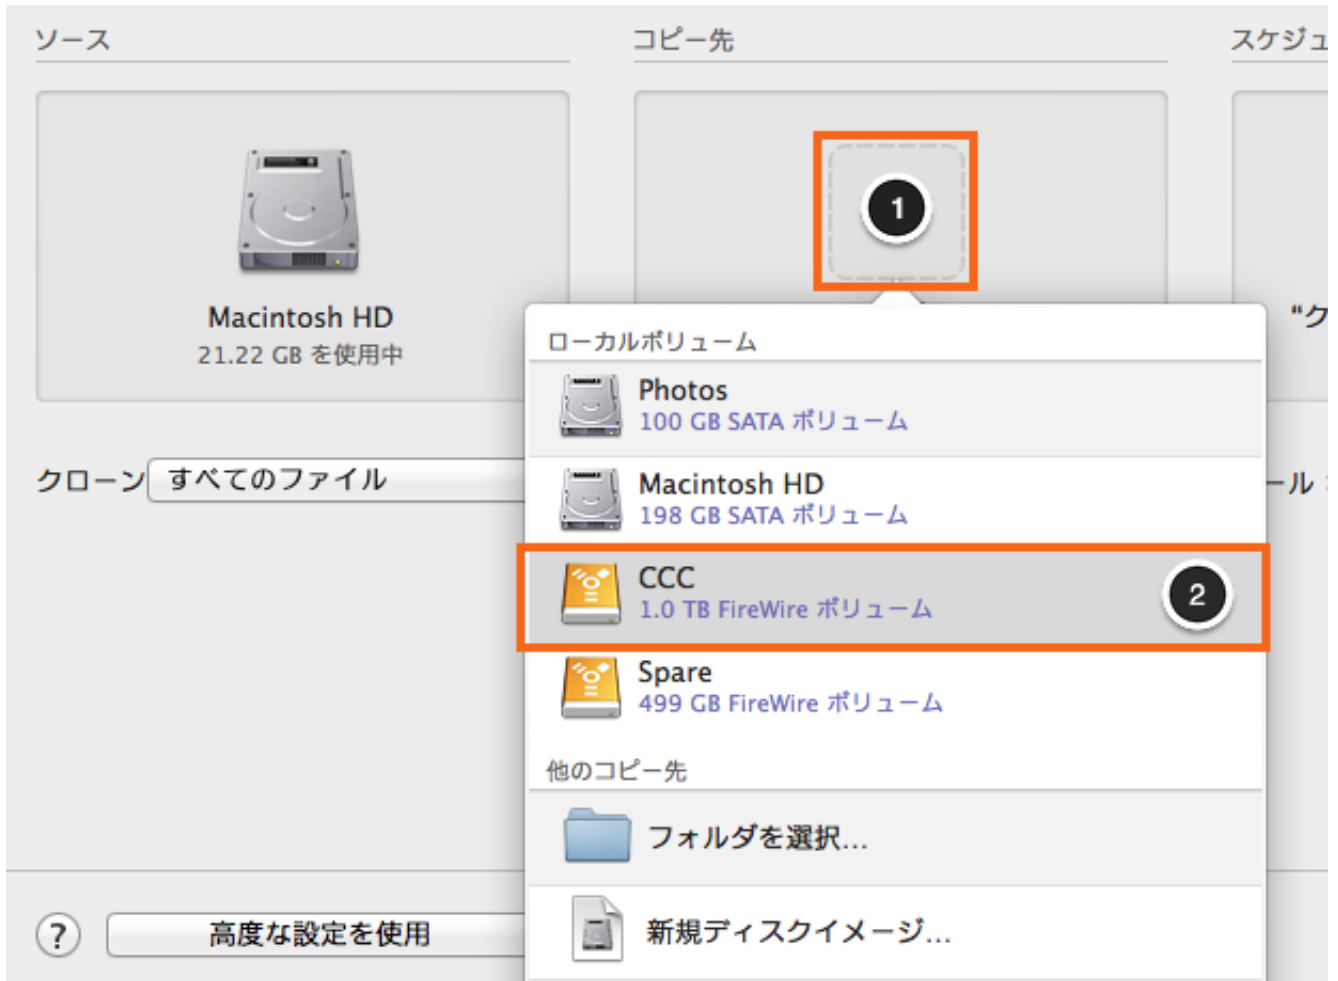 ソース
コピー先
スケジュ
1
Macintosh HD
21.22 GB を使用中
“ク
ローカルボリューム
Photos
100 GB SATA ボリューム
クローン
すべてのファイル
ール :
Macintosh HD
198 GB SATA ボリューム
CCC
1.0 TB FireWire ボリューム
2
Spare
499 GB FireWire ボリューム
他のコピー先
フォルダを選択...
?
高度な設定を使用
新規ディスクイメージ...